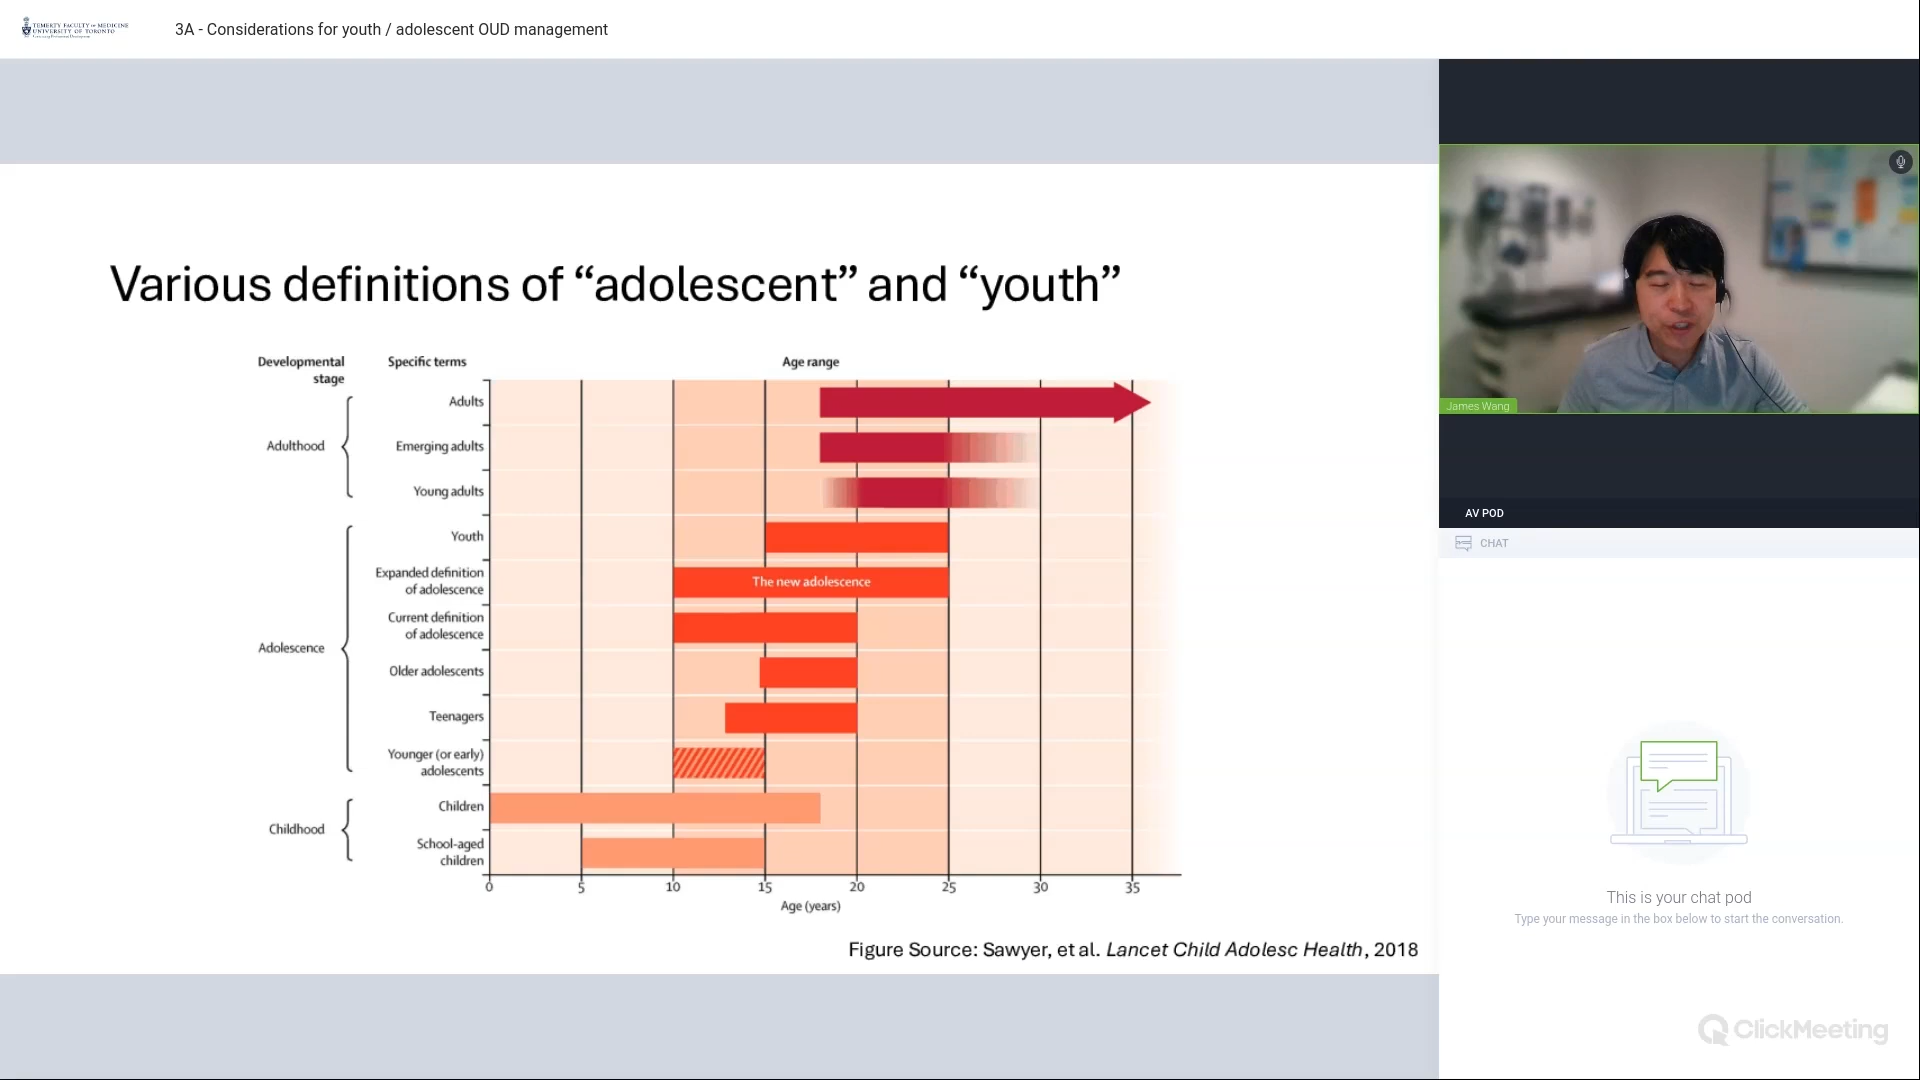 TEMERTY FACULTY OF MEDICINE
UNIVERSITY OF TORONTO
3A - Considerations for youth / adolescent OUD management
Various definitions of “adolescent” and “youth”
Developmental
stage
Specific terms
Age range
Adulthood
Adults
Emerging adults
Young adults
Adolescence
Youth
Expanded definition
of adolescence
The new adolescence
Current definition
of adolescence
Older adolescents
Teenagers
Younger (or early)
adolescents
Childhood
Children
School-aged
children
0 5 10 15 20 25 30 35
Age (years)
Figure Source: Sawyer, et al. Lancet Child Adolesc Health, 2018
James Wang
AV POD
CHAT
This is your chat pod
Type your message in the box below to start the conversation.
ClickMeeting